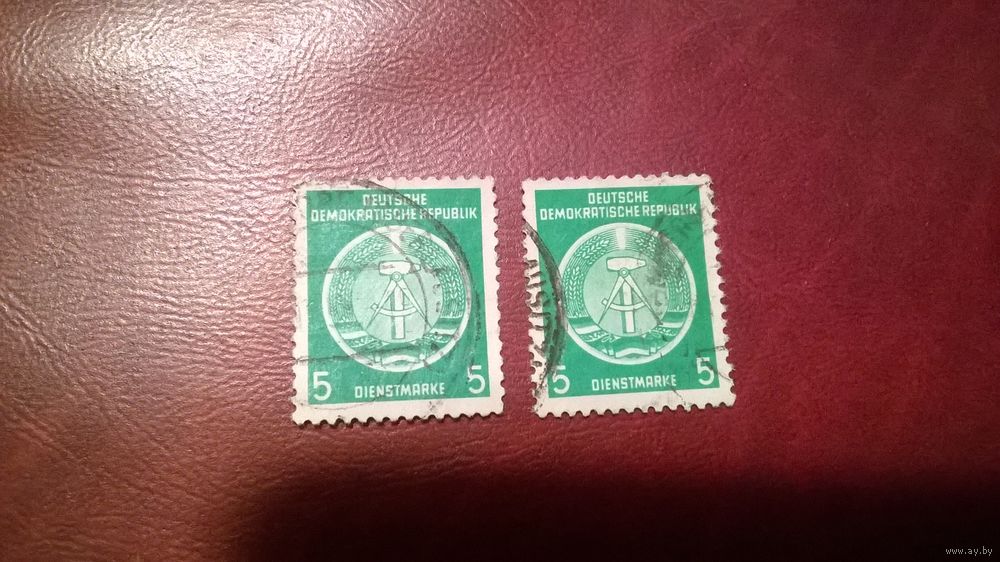 DEUTSCHE
DEMOKRATISCHE REPUBLIK
5 DIENSTMARKE 5
DEUTSCHE
DEMOKRATISCHE REPUBLIK
5 DIENSTMARKE 5
www.ay.by